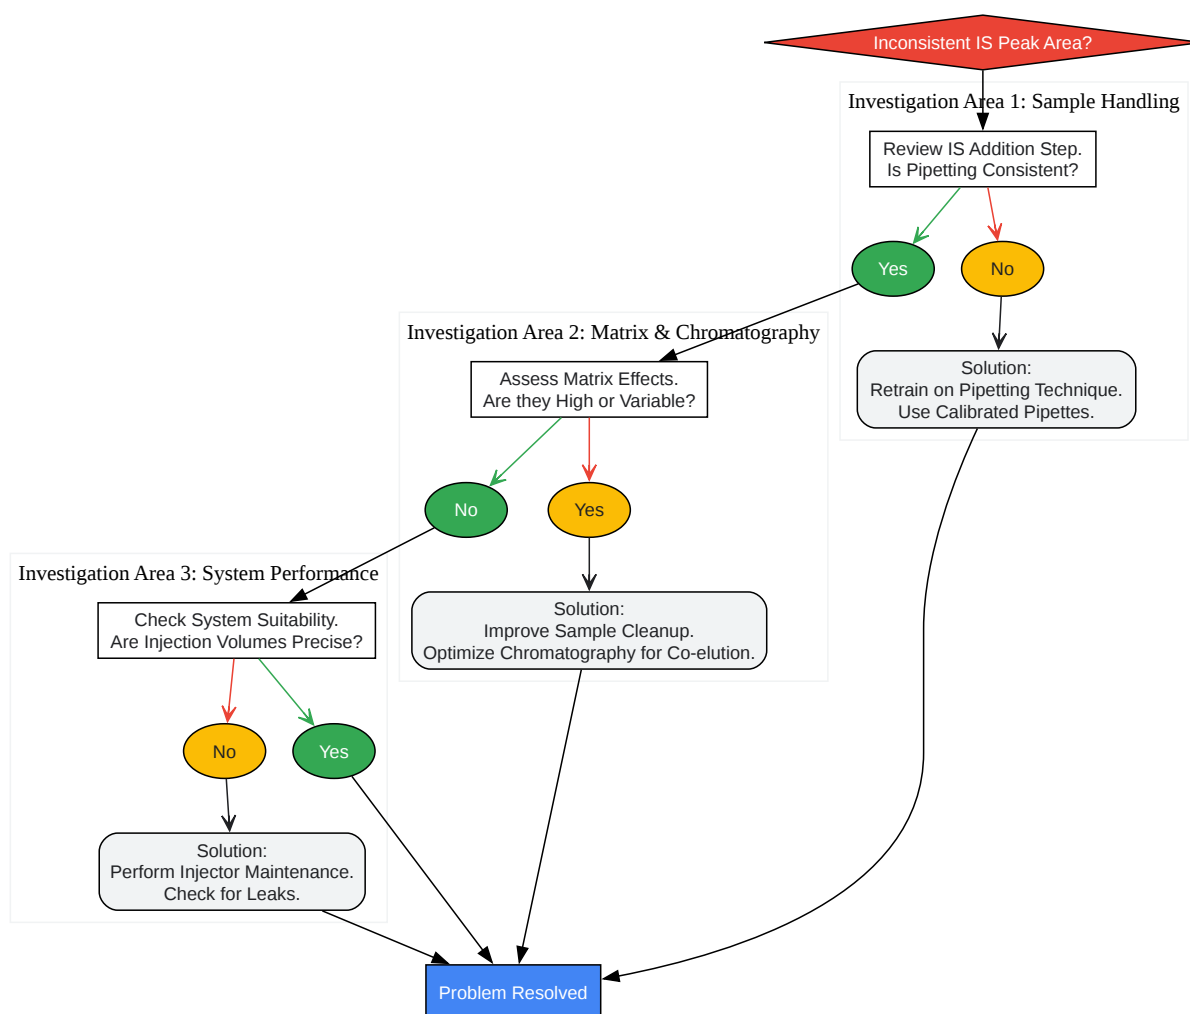 Inconsistent IS Peak Area?
Investigation Area 1: Sample Handling
Review IS Addition Step.
Is Pipetting Consistent?
Yes
No
Solution:
Retrain on Pipetting Technique.
Use Calibrated Pipettes.
Investigation Area 2: Matrix & Chromatography
Assess Matrix Effects.
Are they High or Variable?
No
Yes
Solution:
Improve Sample Cleanup.
Optimize Chromatography for Co-elution.
Investigation Area 3: System Performance
Check System Suitability.
Are Injection Volumes Precise?
No
Yes
Solution:
Perform Injector Maintenance.
Check for Leaks.
Problem Resolved